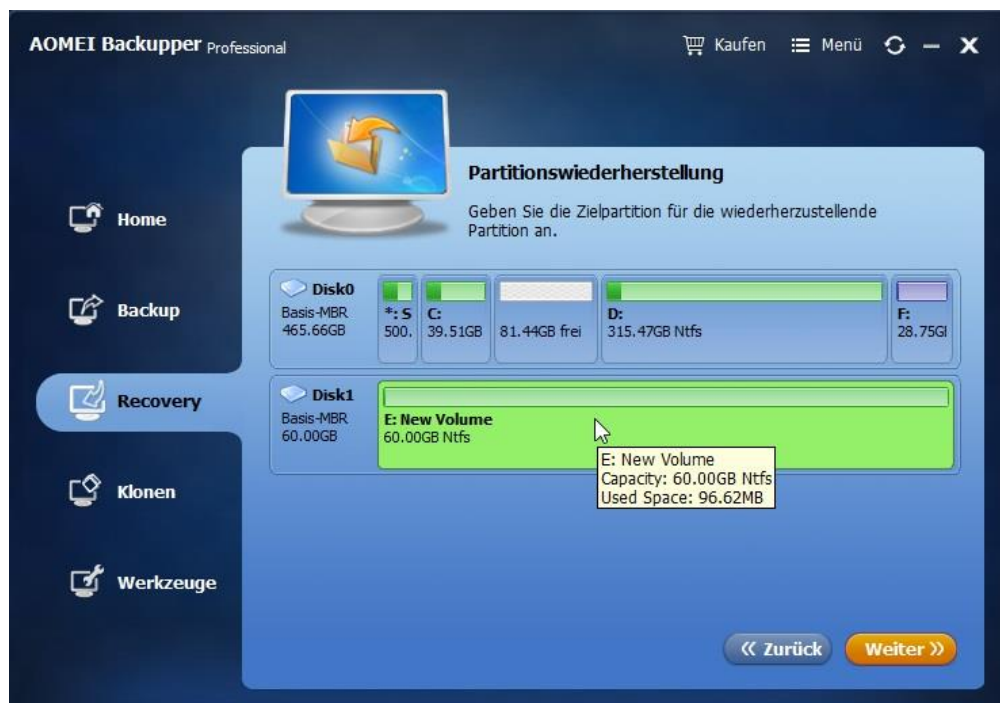 AOMEI Backupper Professional
Kaufen
Menü
Partitionswiederherstellung
Geben Sie die Zielpartition für die wiederherzustellende
Partition an.
Home
Backup
Recovery
Klonen
Werkzeuge
Disk0
Basis-MBR
465.66GB
*: S
500.
C:
39.51GB
81.44GB frei
D:
315.47GB Ntfs
F:
28.75GI
Disk1
Basis-MBR
60.00GB
E: New Volume
60.00GB Ntfs
E: New Volume
Capacity: 60.00GB Ntfs
Used Space: 96.62MB
Zurück
Weiter